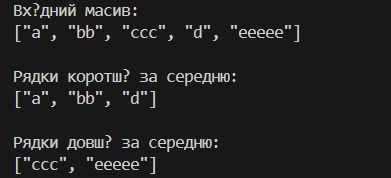 Вх?дний масив:
["a", "bb", "ccc", "d", "eeeee"]
Рядки коротш? за середню:
["a", "bb", "d"]
Рядки довш? за середню:
["ccc", "eeeee"]